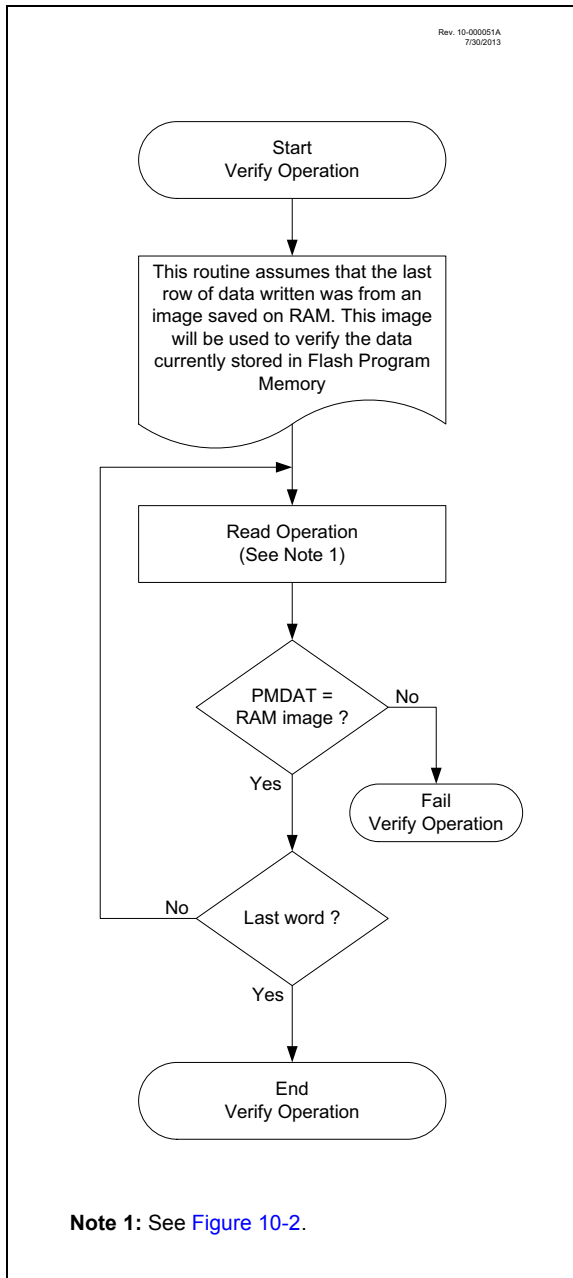 Rev. 10-000051A
7/30/2013
Start
Verify Operation
This routine assumes that the last
row of data written was from an
image saved on RAM. This image
will be used to verify the data
currently stored in Flash Program
Memory
Read Operation
(See Note 1)
PMDAT =
RAM image ?
No
Yes
Fail
Verify Operation
No
Last word ?
Yes
End
Verify Operation
Note 1: See Figure 10-2.